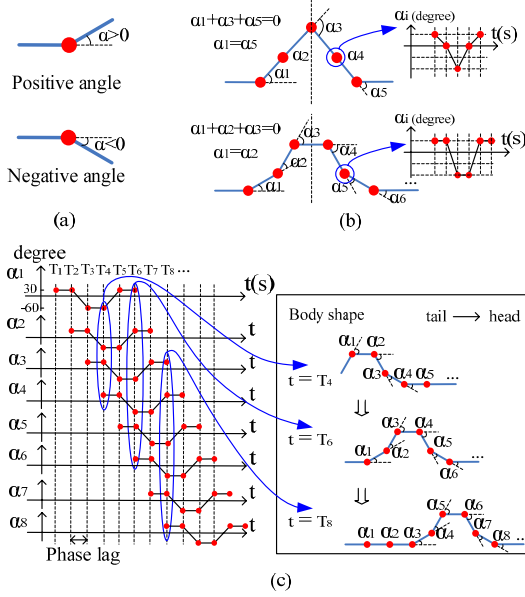 α>0
Positive angle
α<0
Negative angle
(a)
α1+α3+α5=0
α1=α5
α1
α2
α3
α4
α5
αi (degree)
t(s)
α1+α2+α3=0
α1=α2
α1
α2
α3
α4
α5
α6
...
αi (degree)
t(s)
(b)
degree
α1
30
-60
T1 T2 T3 T4 T5 T6 T7 T8 ...
t(s)
α2
t
α3
t
α4
t
α5
t
α6
t
α7
t
α8
t
Phase lag
Body shape
tail → head
t = T4
α1 α2 α3 α4 α5 ...
⇓
t = T6
α1 α2 α3 α4 α5 α6 ...
⇓
t = T8
α1 α2 α3 α4 α5 α6 α7 α8 ...
(c)